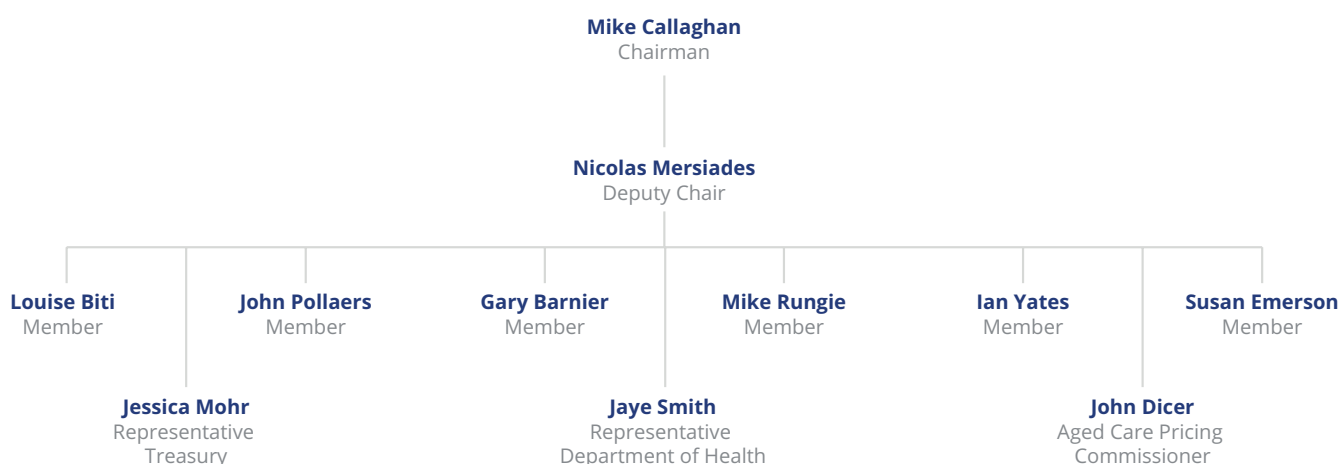 Mike Callaghan
Chairman
Nicolas Mersiades
Deputy Chair
Louise Biti
Member
John Pollaers
Member
Gary Barnier
Member
Mike Rungie
Member
Ian Yates
Member
Susan Emerson
Member
Jessica Mohr
Representative
Treasury
Jaye Smith
Representative
Department of Health
John Dicer
Aged Care Pricing
Commissioner